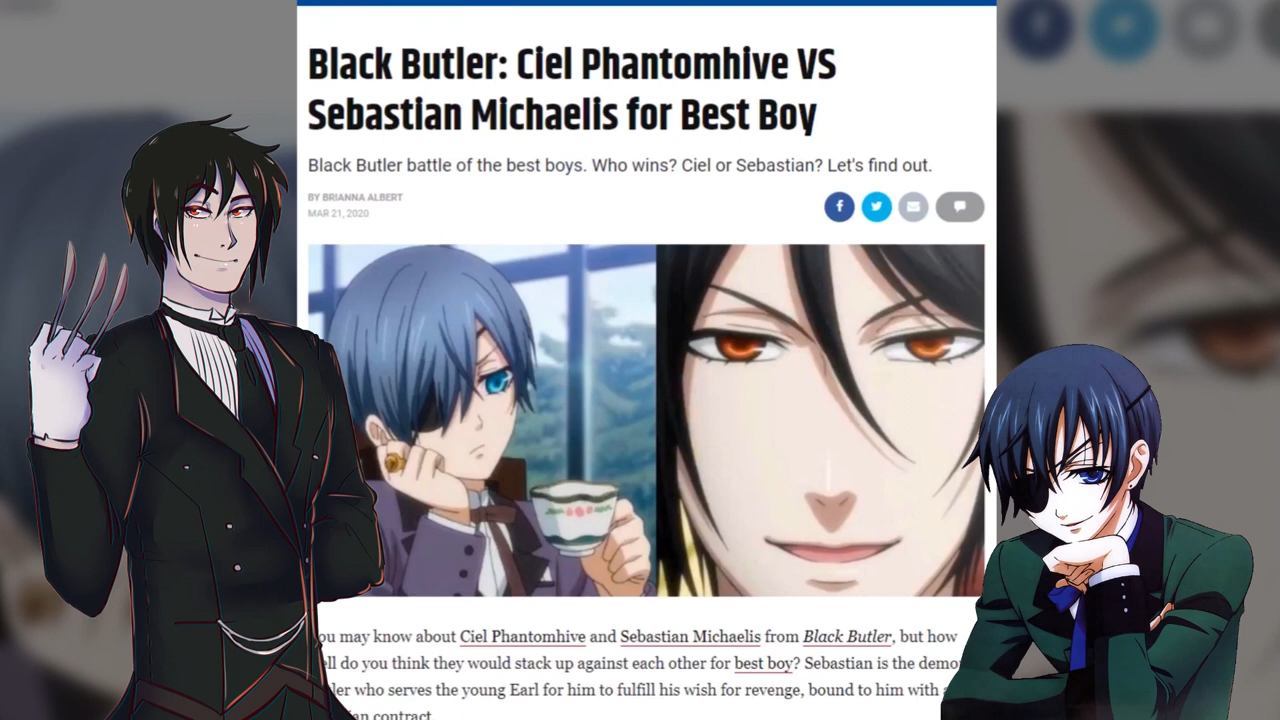 Black Butler: Ciel Phantomhive VS
Sebastian Michaelis for Best Boy
Black Butler battle of the best boys. Who wins? Ciel or Sebastian? Let's find out.
BY BRIANNA ALBERT
MAR 21, 2020
ou may know about Ciel Phantomhive and Sebastian Michaelis from Black Butler, but how
ell do you think they would stack up against each other for best boy? Sebastian is the demo
ler who serves the young Earl for him to fulfill his wish for revenge, bound to him with a
ian contract.